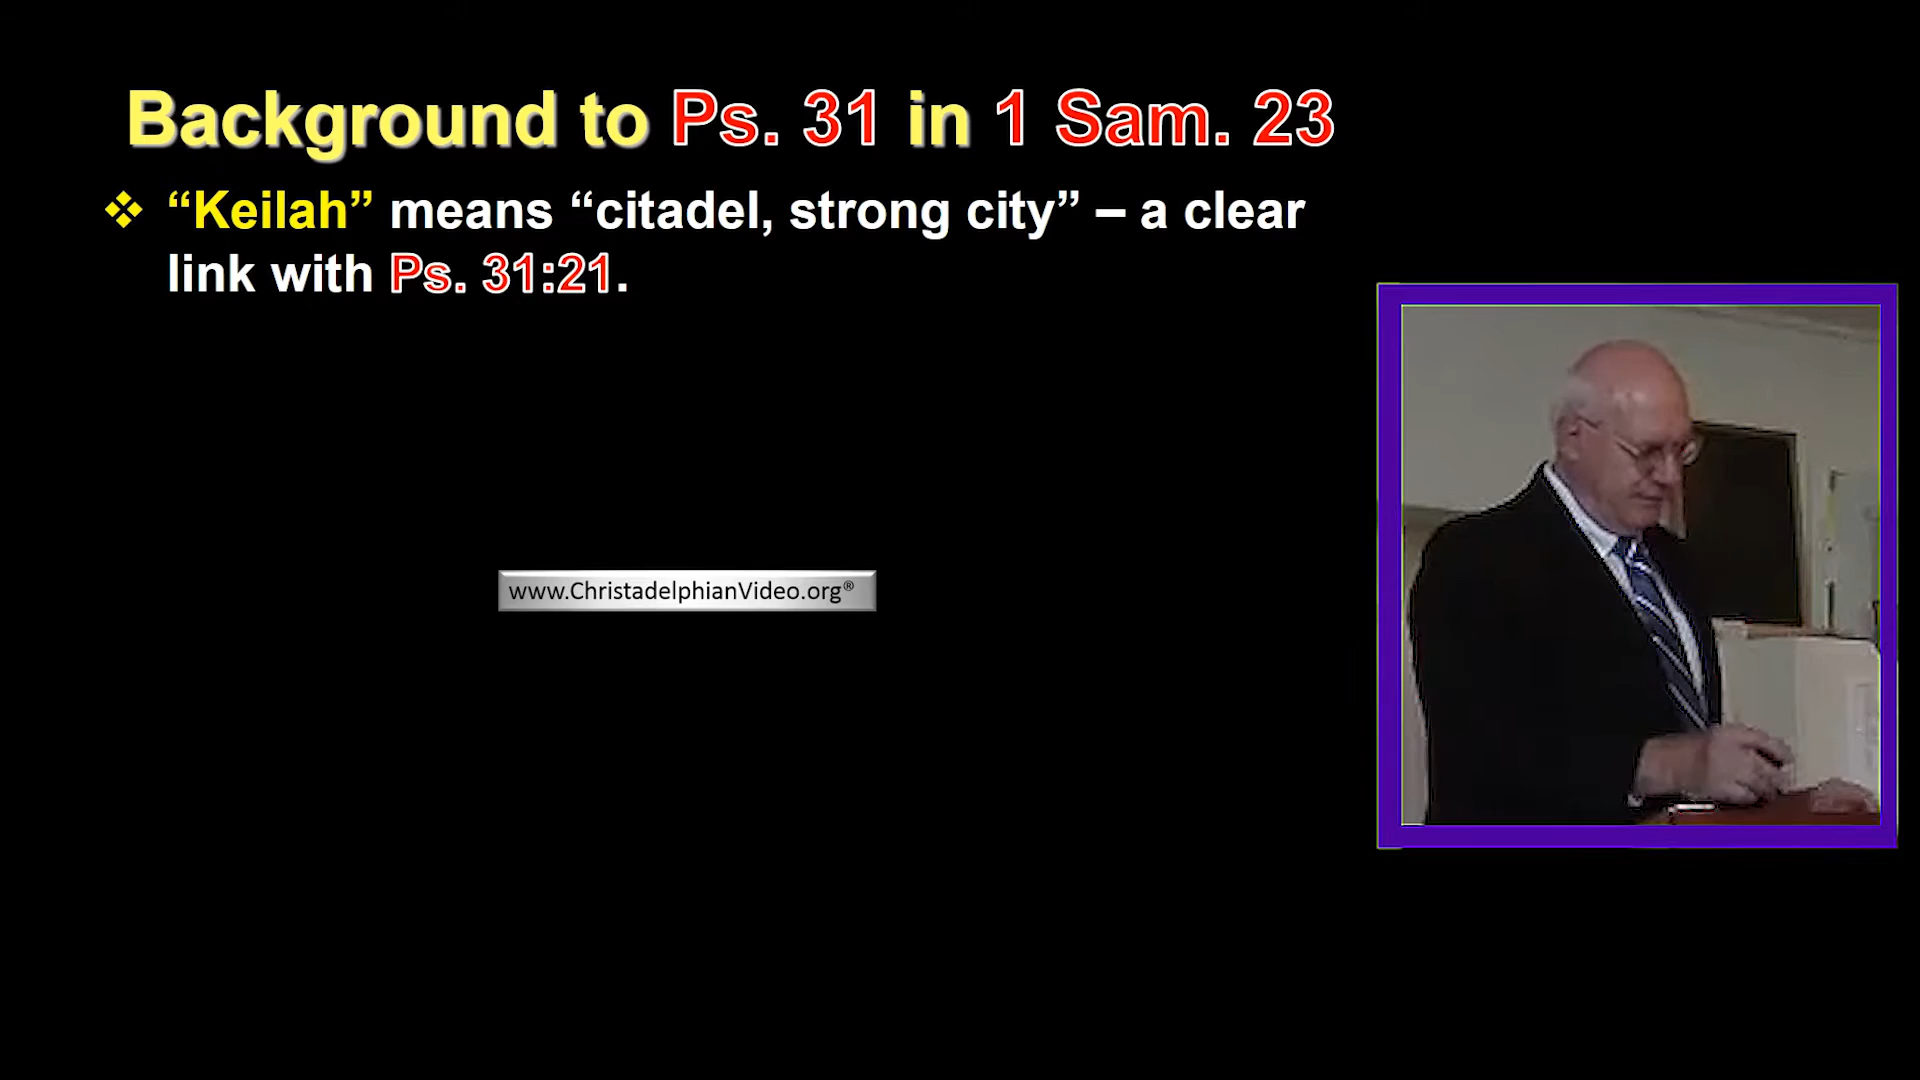 Background to Ps. 31 in 1 Sam. 23
❖ “Keilah” means “citadel, strong city” – a clear
link with Ps. 31:21.
www.ChristadelphianVideo.org®